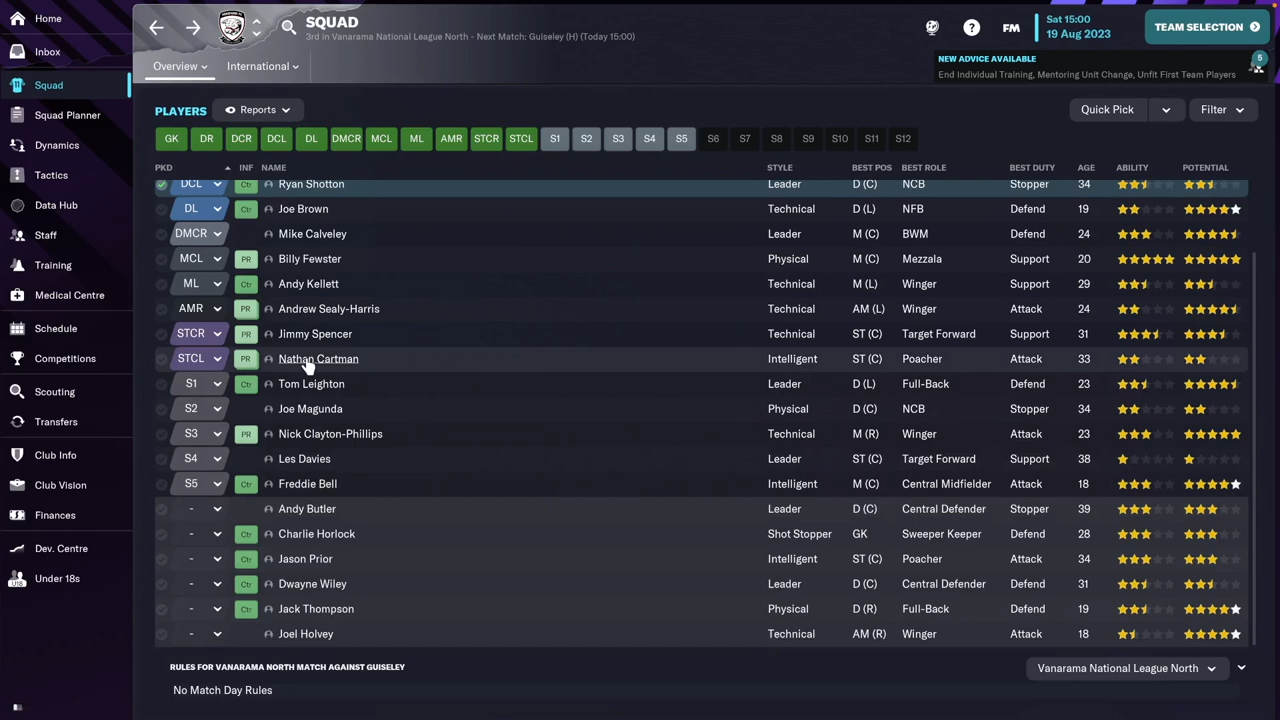 Home
Inbox
Squad
Squad Planner
Dynamics
Tactics
Data Hub
Staff
Training
Medical Centre
Schedule
Competitions
Scouting
Transfers
Club Info
Club Vision
Finances
Dev. Centre
Under 18s
SQUAD
3rd in Vanarama National League North - Next Match: Guiseley (H) (Today 15:00)
FM
Sat 15:00
19 Aug 2023
TEAM SELECTION
Overview
International
NEW ADVICE AVAILABLE
5
End Individual Training, Mentoring Unit Change, Unfit First Team Players
PLAYERS
Reports
Quick Pick
Filter
GK DR DCR DCL DL DMCR MCL ML AMR STCR STCL S1 S2 S3 S4 S5 S6 S7 S8 S9 S10 S11 S12
PKD INF NAME STYLE BEST POS BEST ROLE BEST DUTY AGE ABILITY POTENTIAL
DCL Ctr Ryan Shotton Leader D (C) NCB Stopper 34
DL Ctr Joe Brown Technical D (L) NFB Defend 19
DMCR Mike Calveley Leader M (C) BWM Defend 24
MCL PR Billy Fewster Physical M (C) Mezzala Support 20
ML Ctr Andy Kellett Technical M (L) Winger Support 29
AMR PR Andrew Sealy-Harris Technical AM (L) Winger Attack 24
STCR PR Jimmy Spencer Technical ST (C) Target Forward Support 31
STCL PR Nathan Cartman Intelligent ST (C) Poacher Attack 33
S1 Ctr Tom Leighton Leader D (L) Full-Back Defend 23
S2 Joe Magunda Physical D (C) NCB Stopper 34
S3 PR Nick Clayton-Phillips Technical M (R) Winger Attack 23
S4 Les Davies Leader ST (C) Target Forward Support 38
S5 Ctr Freddie Bell Intelligent M (C) Central Midfielder Attack 18
- Andy Butler Leader D (C) Central Defender Stopper 39
- Ctr Charlie Horlock Shot Stopper GK Sweeper Keeper Defend 28
- Ctr Jason Prior Intelligent ST (C) Poacher Attack 34
- Ctr Dwayne Wiley Leader D (C) Central Defender Defend 31
- Ctr Jack Thompson Physical D (R) Full-Back Defend 19
- Joel Holvey Technical AM (R) Winger Attack 18
RULES FOR VANARAMA NORTH MATCH AGAINST GUISELEY
Vanarama National League North
No Match Day Rules